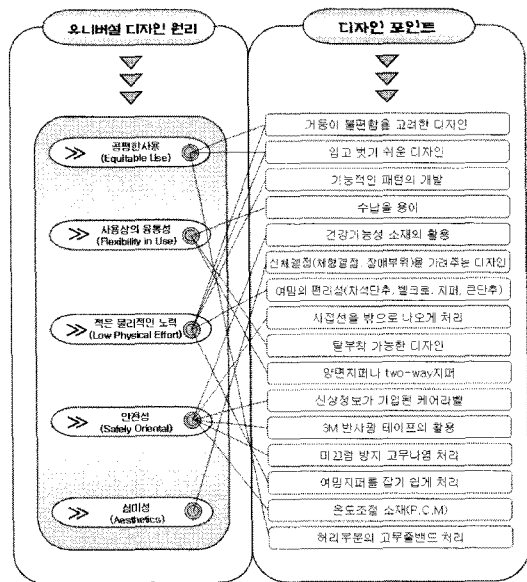 유니버설 디자인 원리
공평한사용
(Equitable Use)
사용상의 융통성
(Flexibility in Use)
적은 물리적인 노력
(Low Physical Effort)
안전성
(Safely Oriental)
심미성
(Aesthetics)
디자인 포인트
거동이 불편함을 고려한 디자인
입고 벗기 쉬운 디자인
기능적인 패턴의 개발
수납을 용이
건강기능성 소재의 활용
신체결점(체형결점, 장애부위)를 가려주는 디자인
여밈의 편리성(자석단추, 벨크로, 지퍼, 큰단추)
시접선을 밖으로 나오게 처리
탈부착 가능한 디자인
양면지퍼나 two-way지퍼
신상정보가 기입된 케어라벨
3M 반사광 테이프의 활용
미끄럼 방지 고무나염 처리
여밈지퍼를 잡기 쉽게 처리
온도조절 소재(P.C.M)
허리부분의 고무줄밴드 처리